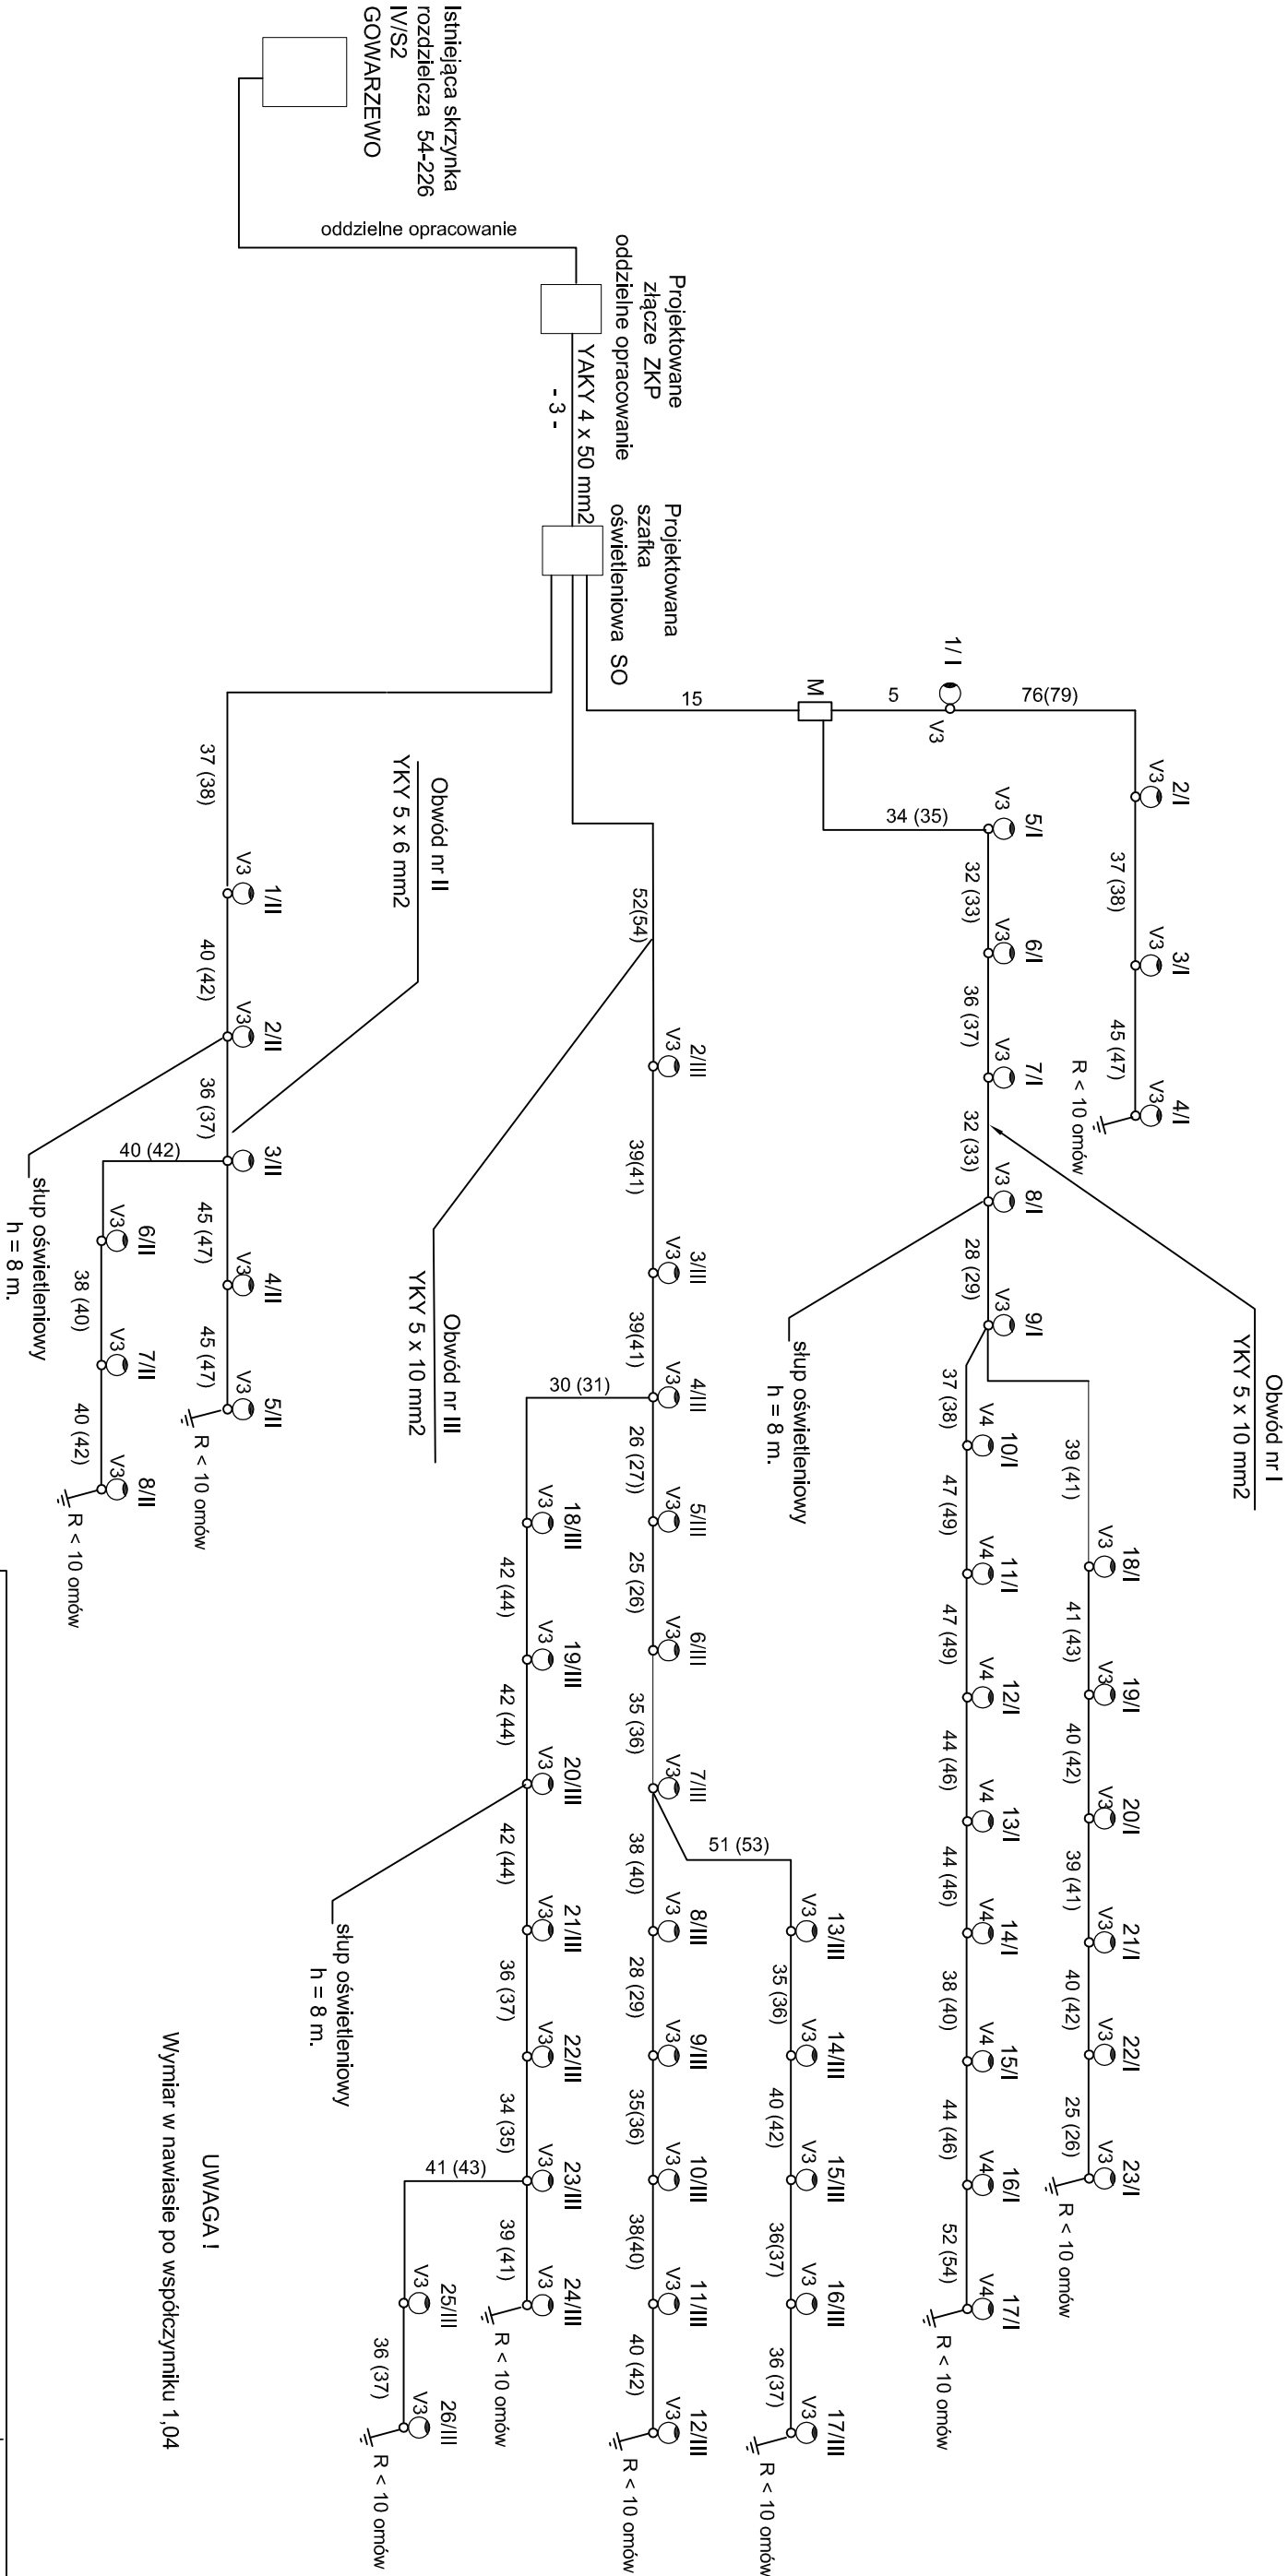 Istniejąca skrzynka
rozdzielcza 54-226
IV/S2
GOWARZEWO
oddzielne opracowanie
Projektowane
złącze ZKP
oddzielne opracowanie
YAKY 4 x 50 mm2
- 3 -
Projektowana
szafka
oświetleniowa SO
15
M
5
1/ I
V3
76(79)
2/I
V3
37 (38)
3/I
V3
45 (47)
4/I
V3
R < 10 omów
34 (35)
5/I
V3
32 (33)
6/I
V3
36 (37)
7/I
V3
32 (33)
8/I
V3
28 (29)
9/I
V3
słup oświetleniowy
h = 8 m.
Obwód nr I
YKY 5 x 10 mm2
39 (41)
18/I
V3
41 (43)
19/I
V3
40 (42)
20/I
V3
39 (41)
21/I
V3
40 (42)
22/I
V3
25 (26)
23/I
V3
R < 10 omów
37 (38)
10/I
V4
47 (49)
11/I
V4
47 (49)
12/I
V4
44 (46)
13/I
V4
44 (46)
14/I
V4
38 (40)
15/I
V4
44 (46)
16/I
V4
52 (54)
17/I
V4
R < 10 omów
52(54)
2/III
V3
39(41)
3/III
V3
39(41)
4/III
V3
26 (27))
5/III
V3
25 (26)
6/III
V3
35 (36)
7/III
V3
38 (40)
8/III
V3
28 (29)
9/III
V3
35(36)
10/III
V3
38(40)
11/III
V3
40 (42)
12/III
V3
R < 10 omów
51 (53)
13/III
V3
35 (36)
14/III
V3
40 (42)
15/III
V3
36(37)
16/III
V3
36 (37)
17/III
V3
R < 10 omów
Obwód nr III
YKY 5 x 10 mm2
30 (31)
18/III
V3
42 (44)
19/III
V3
42 (44)
20/III
V3
42 (44)
21/III
V3
36 (37)
22/III
V3
34 (35)
23/III
V3
39 (41)
24/III
V3
R < 10 omów
41 (43)
25/III
V3
36 (37)
26/III
V3
R < 10 omów
słup oświetleniowy
h = 8 m.
Obwód nr II
YKY 5 x 6 mm2
37 (38)
1/II
V3
40 (42)
2/II
V3
36 (37)
3/II
45 (47)
4/II
V3
45 (47)
5/II
V3
R < 10 omów
40 (42)
6/II
V3
38 (40)
7/II
V3
40 (42)
8/II
V3
R < 10 omów
słup oświetleniowy
h = 8 m.
UWAGA !
Wymiar w nawiasie po współczynniku 1,04